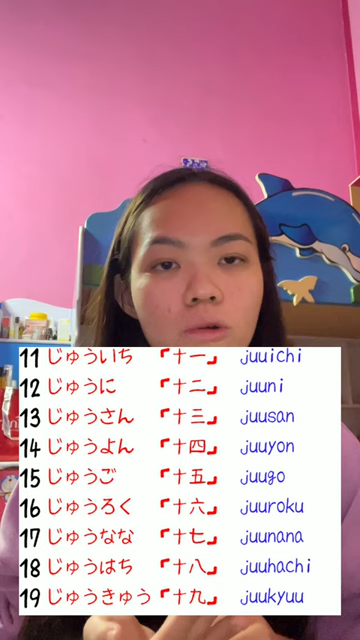 11 じゅういち 『十一』 juuichi
12 じゅうに 『十二』 juuni
13 じゅうさん 『十三』 juusan
14 じゅうよん 『十四』 juuyon
15 じゅうご 『十五』 juugo
16 じゅうろく 『十六』 juuroku
17 じゅうなな 『十七』 juunana
18 じゅうはち 『十八』 juuhachi
19 じゅうきゅう 『十九』 juukyuu